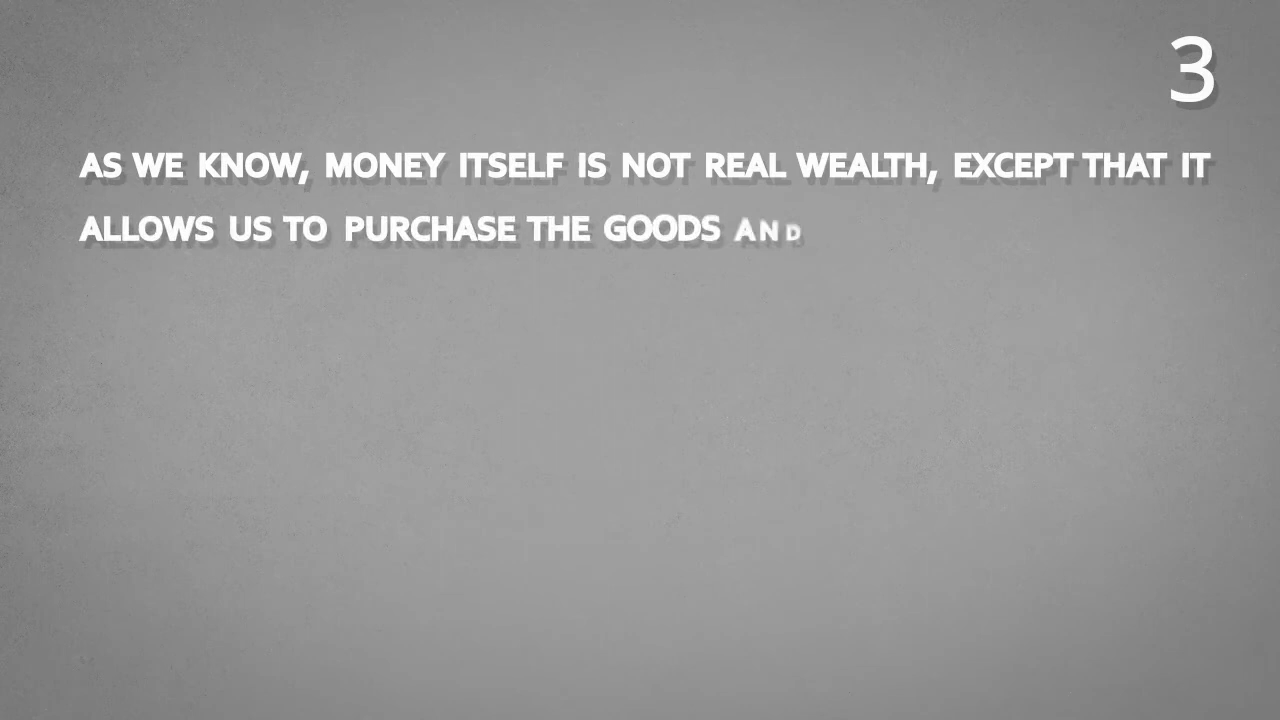 3
AS WE KNOW, MONEY ITSELF IS NOT REAL WEALTH, EXCEPT THAT IT
ALLOWS US TO PURCHASE THE GOODS AND